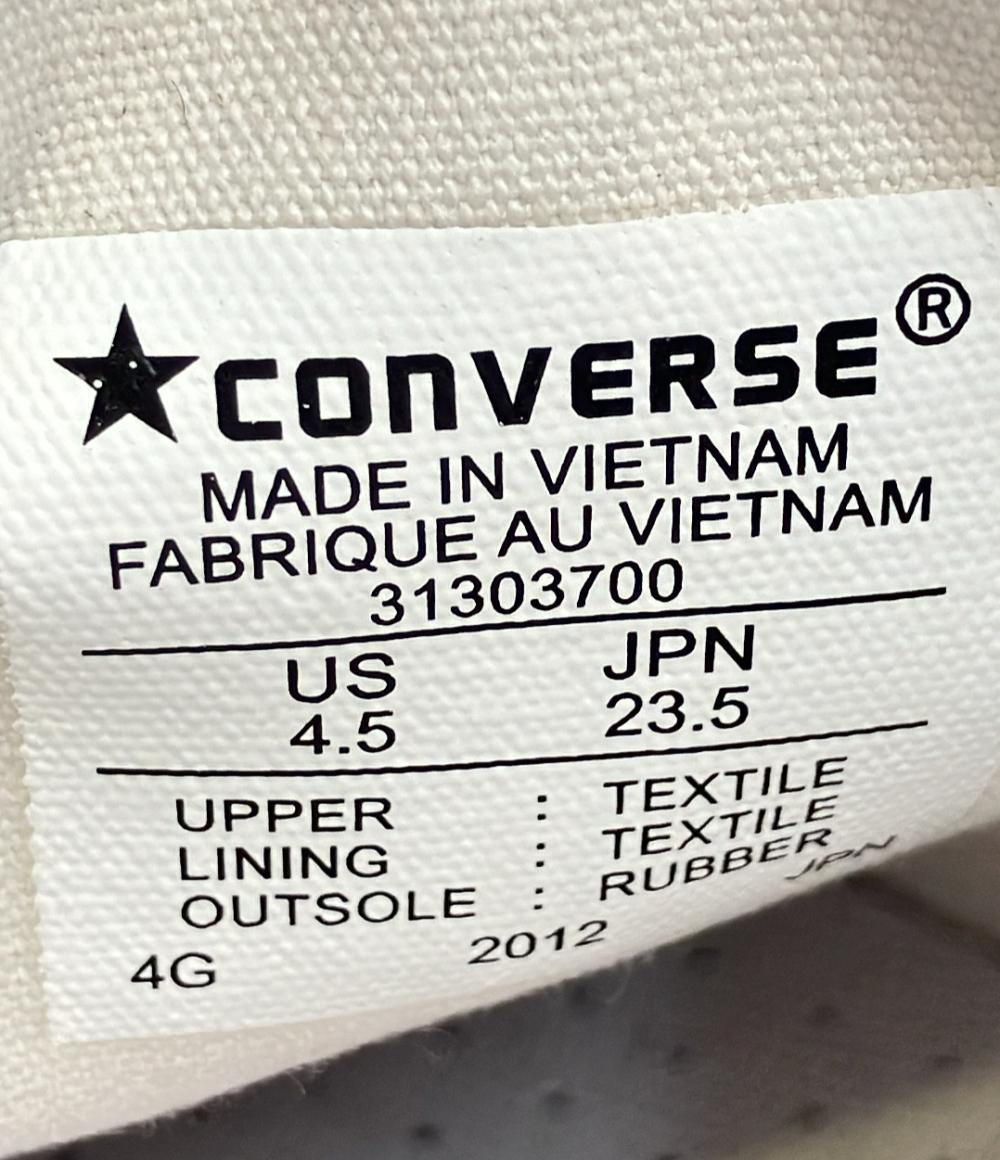 ★CONVERSE®
MADE IN VIETNAM
FABRIQUE AU VIETNAM
31303700
US JPN
4.5 23.5
UPPER : TEXTILE
LINING : TEXTILE
OUTSOLE : RUBBER
4G 2012 JPN